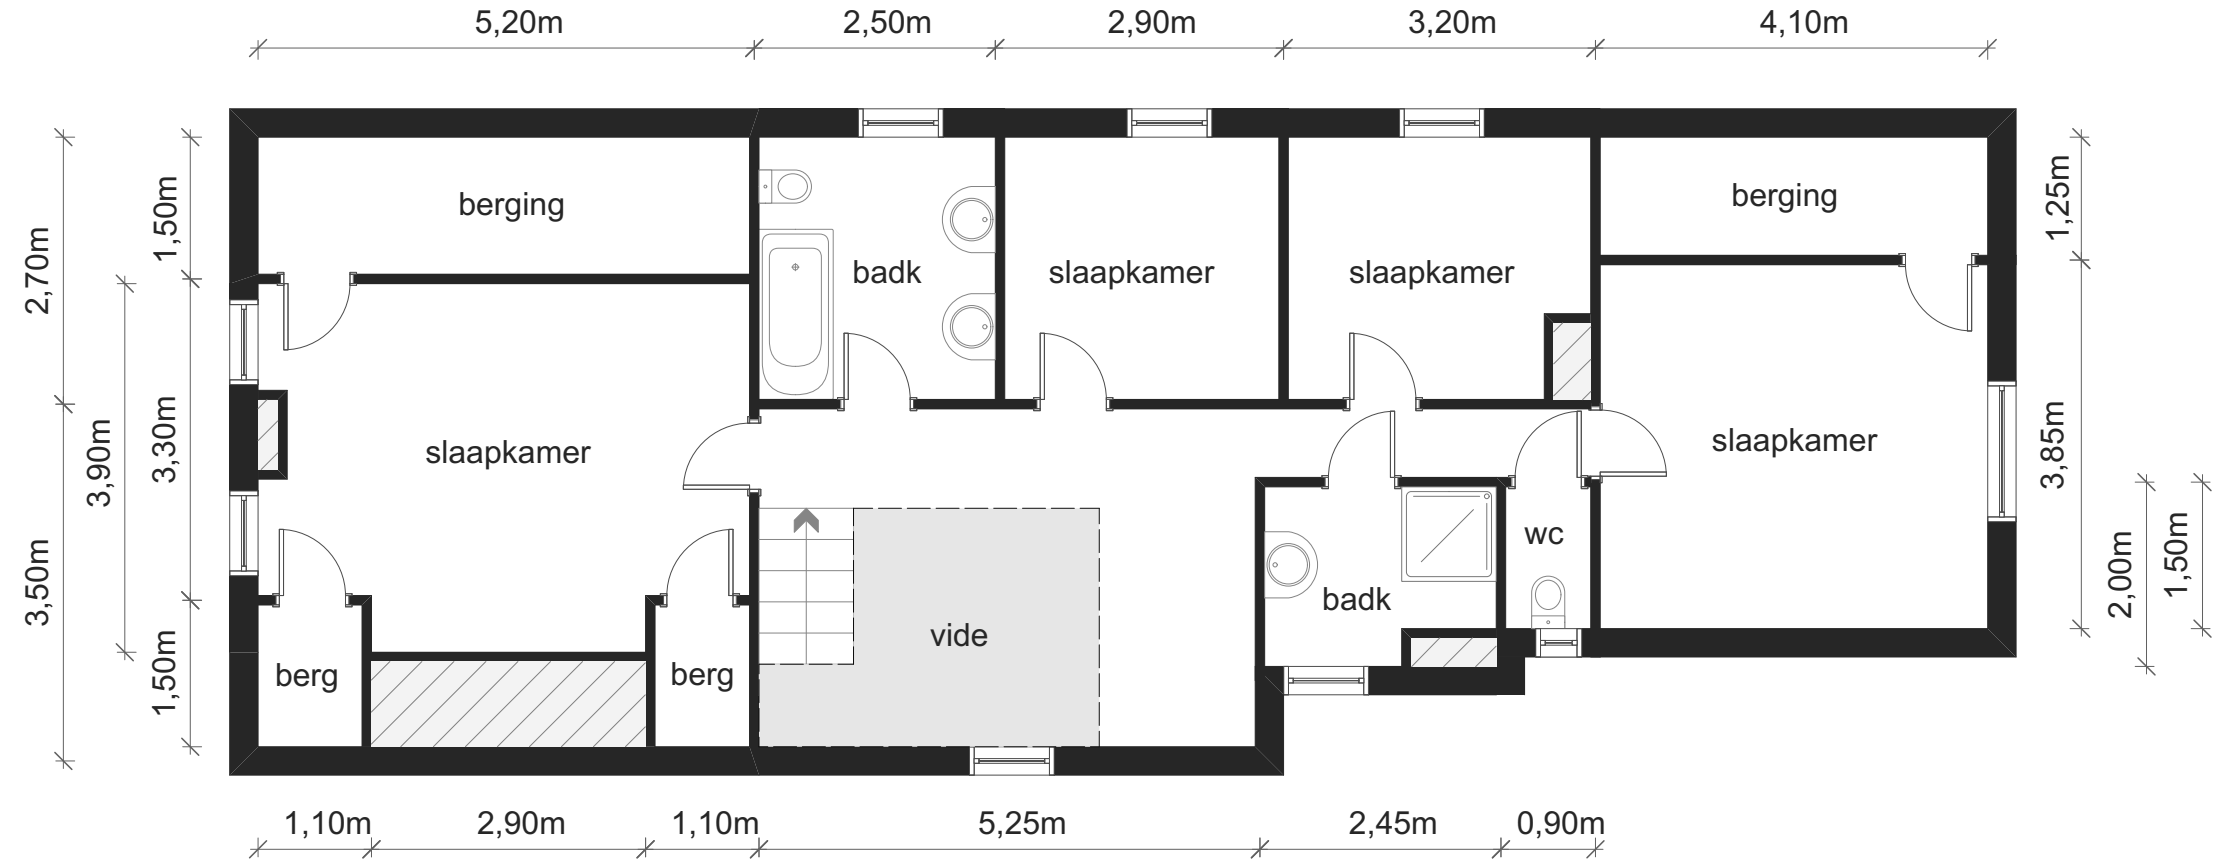 5,20m 2,50m 2,90m 3,20m 4,10m
berging
berging
1,50m
1,25m
2,70m
badk
slaapkamer
slaapkamer
3,30m
3,90m
slaapkamer
slaapkamer
3,85m
wc
3,50m
2,00m
1,50m
badk
vide
1,50m
berg
berg
1,10m 2,90m 1,10m 5,25m 2,45m 0,90m